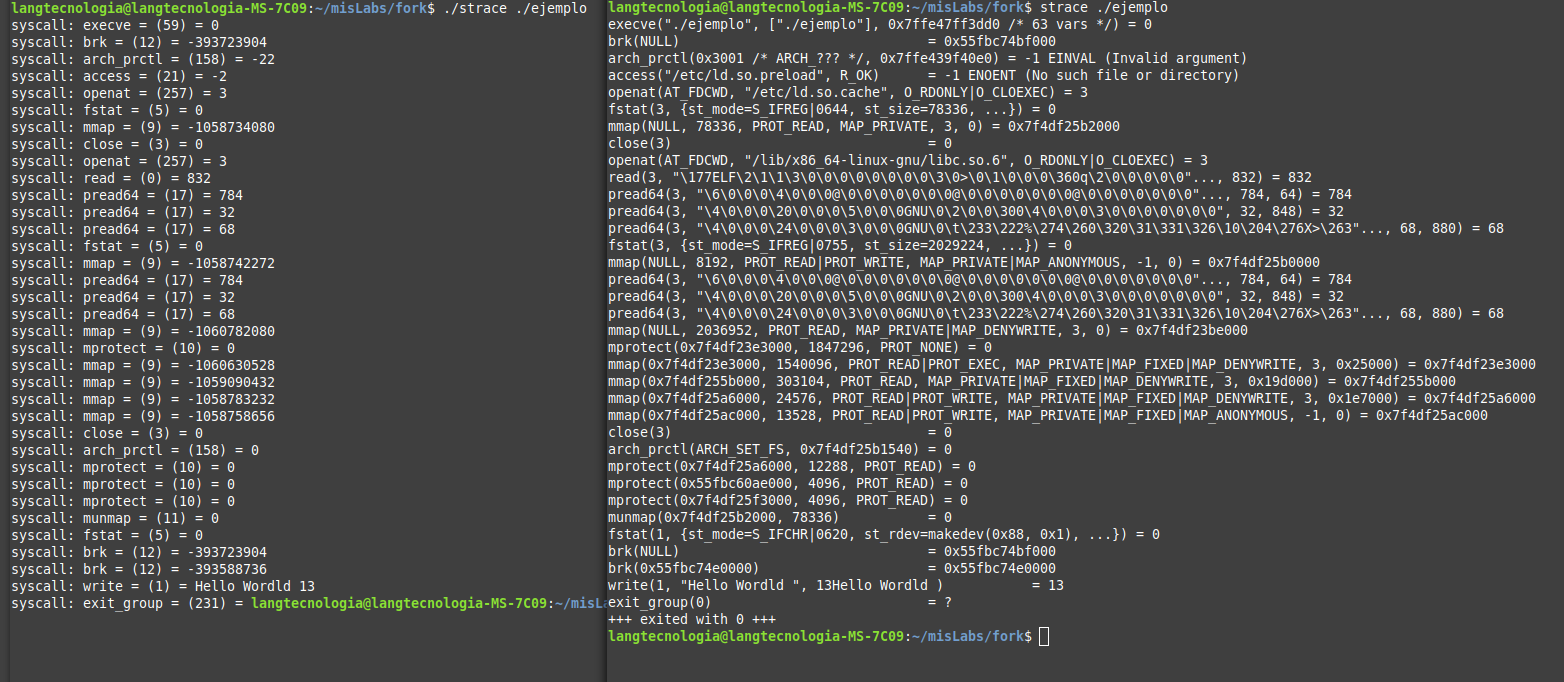 langtecnologia@langtecnologia-MS-7C09:~/misLabs/fork$ ./strace ./ejemplo
syscall: execve = (59) = 0
syscall: brk = (12) = -393723904
syscall: arch_prctl = (158) = -22
syscall: access = (21) = -2
syscall: openat = (257) = 3
syscall: fstat = (5) = 0
syscall: mmap = (9) = -1058734080
syscall: close = (3) = 0
syscall: openat = (257) = 3
syscall: read = (0) = 832
syscall: pread64 = (17) = 784
syscall: pread64 = (17) = 32
syscall: pread64 = (17) = 68
syscall: fstat = (5) = 0
syscall: mmap = (9) = -1058742272
syscall: pread64 = (17) = 784
syscall: pread64 = (17) = 32
syscall: pread64 = (17) = 68
syscall: mmap = (9) = -1060782080
syscall: mprotect = (10) = 0
syscall: mmap = (9) = -1060630528
syscall: mmap = (9) = -1059090432
syscall: mmap = (9) = -1058783232
syscall: mmap = (9) = -1058758656
syscall: close = (3) = 0
syscall: arch_prctl = (158) = 0
syscall: mprotect = (10) = 0
syscall: mprotect = (10) = 0
syscall: mprotect = (10) = 0
syscall: munmap = (11) = 0
syscall: fstat = (5) = 0
syscall: brk = (12) = -393723904
syscall: brk = (12) = -393588736
syscall: write = (1) = Hello Wordld 13
syscall: exit_group = (231) = langtecnologia@langtecnologia-MS-7C09:~/misLa
langtecnologia@langtecnologia-MS-7C09:~/misLabs/fork$ strace ./ejemplo
execve("./ejemplo", ["./ejemplo"], 0x7ffe47ff3dd0 /* 63 vars */) = 0
brk(NULL) = 0x55fbc74bf000
arch_prctl(0x3001 /* ARCH_??? */, 0x7ffe439f40e0) = -1 EINVAL (Invalid argument)
access("/etc/ld.so.preload", R_OK) = -1 ENOENT (No such file or directory)
openat(AT_FDCWD, "/etc/ld.so.cache", O_RDONLY|O_CLOEXEC) = 3
fstat(3, {st_mode=S_IFREG|0644, st_size=78336, ...}) = 0
mmap(NULL, 78336, PROT_READ, MAP_PRIVATE, 3, 0) = 0x7f4df25b2000
close(3) = 0
openat(AT_FDCWD, "/lib/x86_64-linux-gnu/libc.so.6", O_RDONLY|O_CLOEXEC) = 3
read(3, "\177ELF\2\1\1\3\0\0\0\0\0\0\0\0\3\0>\0\1\0\0\0\360q\2\0\0\0\0\0"..., 832) = 832
pread64(3, "\6\0\0\0\4\0\0\0@\0\0\0\0\0\0\0@\0\0\0\0\0\0\0@\0\0\0\0\0\0\0"..., 784, 64) = 784
pread64(3, "\4\0\0\0\20\0\0\0\5\0\0\0GNU\0\2\0\0\300\4\0\0\0\3\0\0\0\0\0\0\0", 32, 848) = 32
pread64(3, "\4\0\0\0\24\0\0\0\3\0\0\0GNU\0\t\233\222%\274\260\320\31\331\326\10\204\276X>\263"..., 68, 880) = 68
fstat(3, {st_mode=S_IFREG|0755, st_size=2029224, ...}) = 0
mmap(NULL, 8192, PROT_READ|PROT_WRITE, MAP_PRIVATE|MAP_ANONYMOUS, -1, 0) = 0x7f4df25b0000
pread64(3, "\6\0\0\0\4\0\0\0@\0\0\0\0\0\0\0@\0\0\0\0\0\0\0@\0\0\0\0\0\0\0"..., 784, 64) = 784
pread64(3, "\4\0\0\0\20\0\0\0\5\0\0\0GNU\0\2\0\0\300\4\0\0\0\3\0\0\0\0\0\0\0", 32, 848) = 32
pread64(3, "\4\0\0\0\24\0\0\0\3\0\0\0GNU\0\t\233\222%\274\260\320\31\331\326\10\204\276X>\263"..., 68, 880) = 68
mmap(NULL, 2036952, PROT_READ, MAP_PRIVATE|MAP_DENYWRITE, 3, 0) = 0x7f4df23be000
mprotect(0x7f4df23e3000, 1847296, PROT_NONE) = 0
mmap(0x7f4df23e3000, 1540096, PROT_READ|PROT_EXEC, MAP_PRIVATE|MAP_FIXED|MAP_DENYWRITE, 3, 0x25000) = 0x7f4df23e3000
mmap(0x7f4df255b000, 303104, PROT_READ, MAP_PRIVATE|MAP_FIXED|MAP_DENYWRITE, 3, 0x19d000) = 0x7f4df255b000
mmap(0x7f4df25a6000, 24576, PROT_READ|PROT_WRITE, MAP_PRIVATE|MAP_FIXED|MAP_DENYWRITE, 3, 0x1e7000) = 0x7f4df25a6000
mmap(0x7f4df25ac000, 13528, PROT_READ|PROT_WRITE, MAP_PRIVATE|MAP_FIXED|MAP_ANONYMOUS, -1, 0) = 0x7f4df25ac000
close(3) = 0
arch_prctl(ARCH_SET_FS, 0x7f4df25b1540) = 0
mprotect(0x7f4df25a6000, 12288, PROT_READ) = 0
mprotect(0x55fbc60ae000, 4096, PROT_READ) = 0
mprotect(0x7f4df25f3000, 4096, PROT_READ) = 0
munmap(0x7f4df25b2000, 78336) = 0
fstat(1, {st_mode=S_IFCHR|0620, st_rdev=makedev(0x88, 0x1), ...}) = 0
brk(NULL) = 0x55fbc74bf000
brk(0x55fbc74e0000) = 0x55fbc74e0000
write(1, "Hello Wordld ", 13Hello Wordld ) = 13
exit_group(0) = ?
+++ exited with 0 +++
langtecnologia@langtecnologia-MS-7C09:~/misLabs/fork$